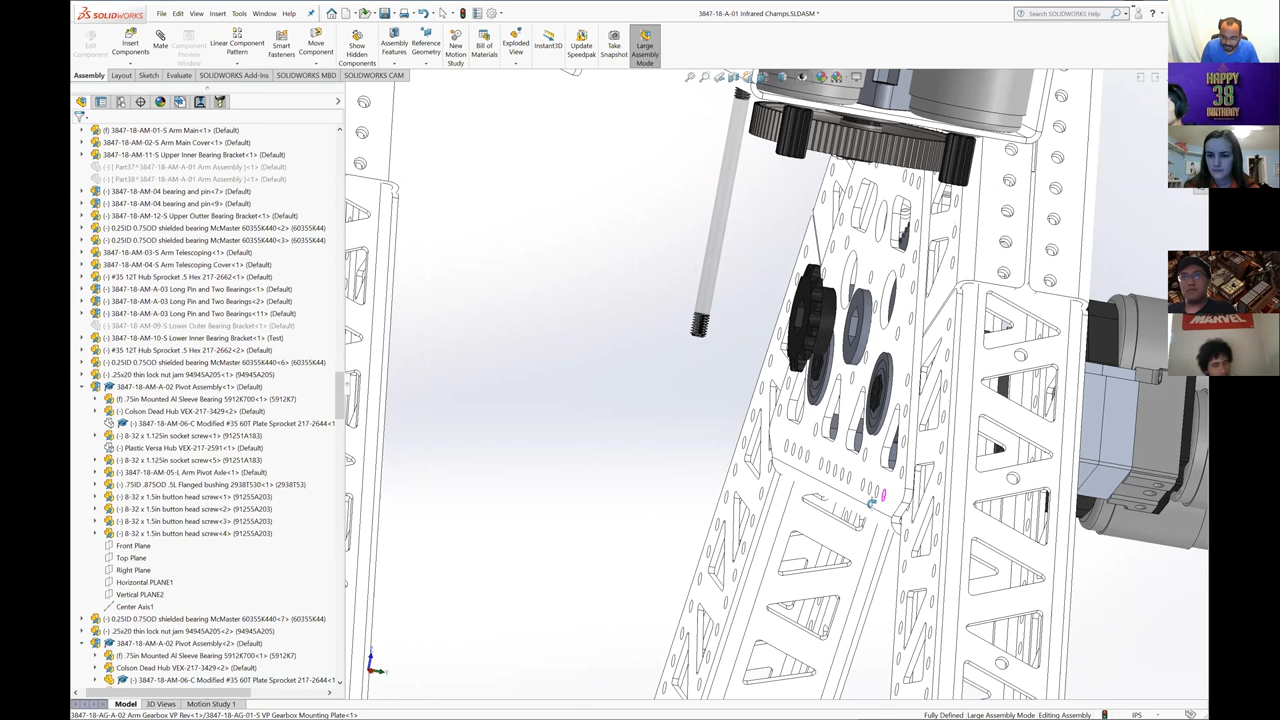 SOLIDWORKS
File
Edit
View
Insert
Tools
Window
Help
3847-18-A-01 Infrared Champs.SLDASM *
Search SOLIDWORKS Help
Edit Component
Insert Components
Mate
Component Preview Window
Linear Component Pattern
Smart Fasteners
Move Component
Show Hidden Components
Assembly Features
Reference Geometry
New Motion Study
Bill of Materials
Exploded View
Instant3D
Update Speedpak
Take Snapshot
Large Assembly Mode
Assembly
Layout
Sketch
Evaluate
SOLIDWORKS Add-Ins
SOLIDWORKS MBD
SOLIDWORKS CAM
(f) 3847-18-AM-01-S Arm Main<1> (Default)
(-) 3847-18-AM-02-S Arm Main Cover<1> (Default)
(-) 3847-18-AM-11-S Upper Inner Bearing Bracket<1> (Default)
(-) [ Part37^3847-18-AM-A-01 Arm Assembly ]<1> (Default)
(-) [ Part38^3847-18-AM-A-01 Arm Assembly ]<1> (Default)
(-) 3847-18-AM-04 bearing and pin<7> (Default)
(-) 3847-18-AM-04 bearing and pin<9> (Default)
(-) 3847-18-AM-12-S Upper Outter Bearing Bracket<1> (Default)
(-) 0.25ID 0.75OD shielded bearing McMaster 60355K440<2> (60355K44)
(-) 0.25ID 0.75OD shielded bearing McMaster 60355K440<3> (60355K44)
3847-18-AM-03-S Arm Telescoping<1> (Default)
3847-18-AM-04-S Arm Telescoping Cover<1> (Default)
(-) #35 12T Hub Sprocket .5 Hex 217-2662<1> (Default)
(-) 3847-18-AM-A-03 Long Pin and Two Bearings<1> (Default)
(-) 3847-18-AM-A-03 Long Pin and Two Bearings<2> (Default)
(-) 3847-18-AM-A-03 Long Pin and Two Bearings<11> (Default)
(-) 3847-18-AM-09-S Lower Outer Bearing Bracket<1> (Default)
(-) 3847-18-AM-10-S Lower Inner Bearing Bracket<1> (Test)
(-) #35 12T Hub Sprocket .5 Hex 217-2662<2> (Default)
(-) 0.25ID 0.75OD shielded bearing McMaster 60355K440<6> (60355K44)
(-) .25x20 thin lock nut jam 94945A205<1> (94945A205)
3847-18-AM-A-02 Pivot Assembly<1> (Default)
(f) .75in Mounted Al Sleeve Bearing 5912K700<1> (5912K7)
(-) Colson Dead Hub VEX-217-3429<2> (Default)
(-) 3847-18-AM-06-C Modified #35 60T Plate Sprocket 217-2644<1
(-) 8-32 x 1.125in socket screw<1> (91251A183)
(-) Plastic Versa Hub VEX-217-2591<1> (Default)
(-) 8-32 x 1.125in socket screw<5> (91251A183)
(-) 3847-18-AM-05-L Arm Pivot Axle<1> (Default)
(-) .75ID .875OD .5L Flanged bushing 2938T530<1> (2938T53)
(-) 8-32 x 1.5in button head screw<1> (91255A203)
(-) 8-32 x 1.5in button head screw<2> (91255A203)
(-) 8-32 x 1.5in button head screw<3> (91255A203)
(-) 8-32 x 1.5in button head screw<4> (91255A203)
Front Plane
Top Plane
Right Plane
Horizontal PLANE1
Vertical PLANE2
Center Axis1
(-) 0.25ID 0.75OD shielded bearing McMaster 60355K440<7> (60355K44)
(-) .25x20 thin lock nut jam 94945A205<2> (94945A205)
3847-18-AM-A-02 Pivot Assembly<2> (Default)
(f) .75in Mounted Al Sleeve Bearing 5912K700<1> (5912K7)
Colson Dead Hub VEX-217-3429<2> (Default)
(-) 3847-18-AM-06-C Modified #35 60T Plate Sprocket 217-2644<1
Model
3D Views
Motion Study 1
3847-18-AG-A-02 Arm Gearbox VP Rev<1>/3847-18-AG-01-S VP Gearbox Mounting Plate<1>
Fully Defined
Large Assembly Mode
Editing Assembly
IPS
HAPPY
38
BIRTHDAY
MARVEL